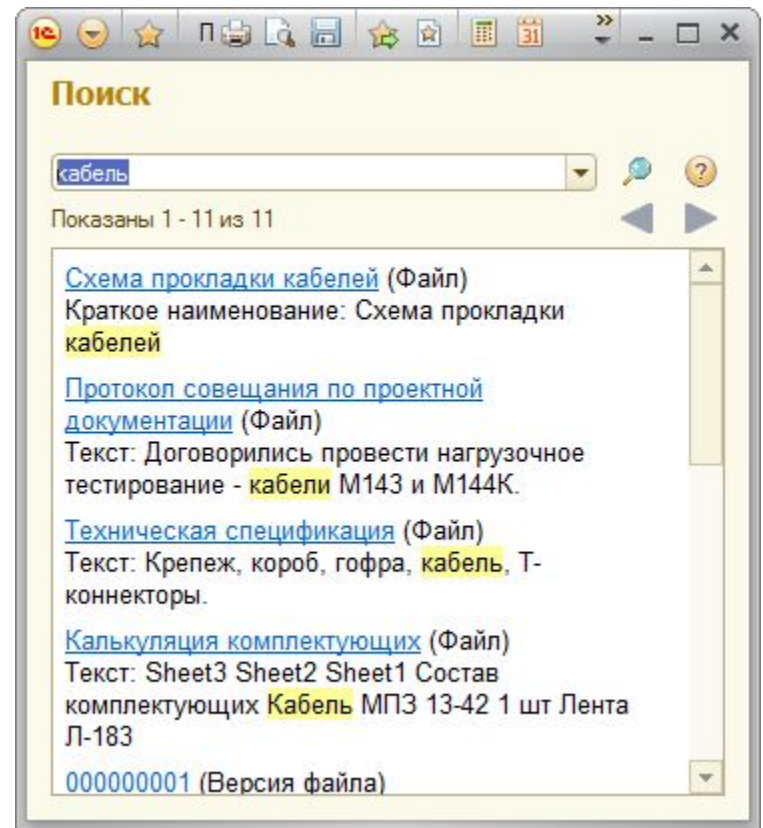 1С П 31
Поиск
кабель
Показаны 1 - 11 из 11
Схема прокладки кабелей (Файл)
Краткое наименование: Схема прокладки
кабелей
Протокол совещания по проектной
документации (Файл)
Текст: Договорились провести нагрузочное
тестирование - кабели М143 и М144К.
Техническая спецификация (Файл)
Текст: Крепеж, короб, гофра, кабель, Т-
коннекторы.
Калькуляция комплектующих (Файл)
Текст: Sheet3 Sheet2 Sheet1 Состав
комплектующих Кабель МПЗ 13-42 1 шт Лента
Л-183
000000001 (Версия файла)